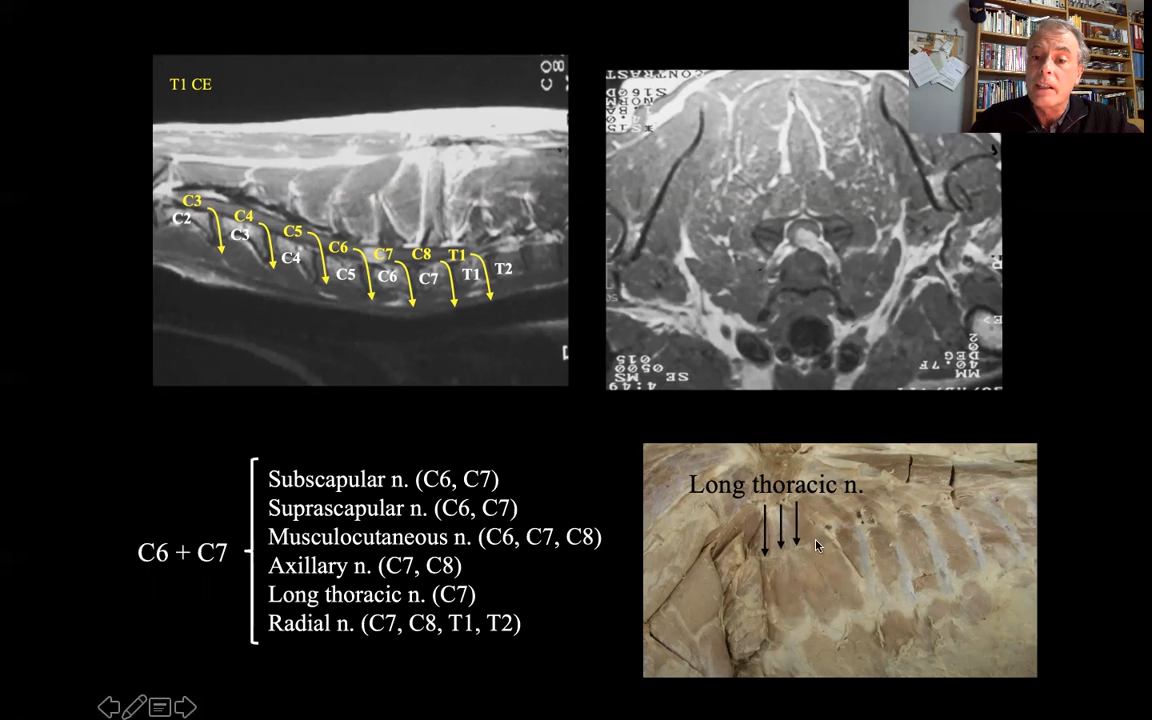 T1 CE
C3
C2
C4
C3
C5
C4
C6
C5
C7
C6
C8
C7
T1
T1
T2
Long thoracic n.
C6 + C7
Subscapular n. (C6, C7)
Suprascapular n. (C6, C7)
Musculocutaneous n. (C6, C7, C8)
Axillary n. (C7, C8)
Long thoracic n. (C7)
Radial n. (C7, C8, T1, T2)